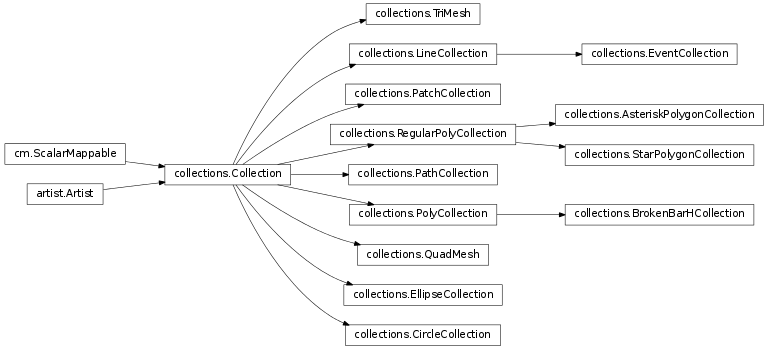 collections.TriMesh
collections.LineCollection
collections.EventCollection
collections.PatchCollection
collections.AsteriskPolygonCollection
collections.RegularPolyCollection
cm.ScalarMappable
collections.StarPolygonCollection
collections.Collection
collections.PathCollection
artist.Artist
collections.PolyCollection
collections.BrokenBarHCollection
collections.QuadMesh
collections.EllipseCollection
collections.CircleCollection